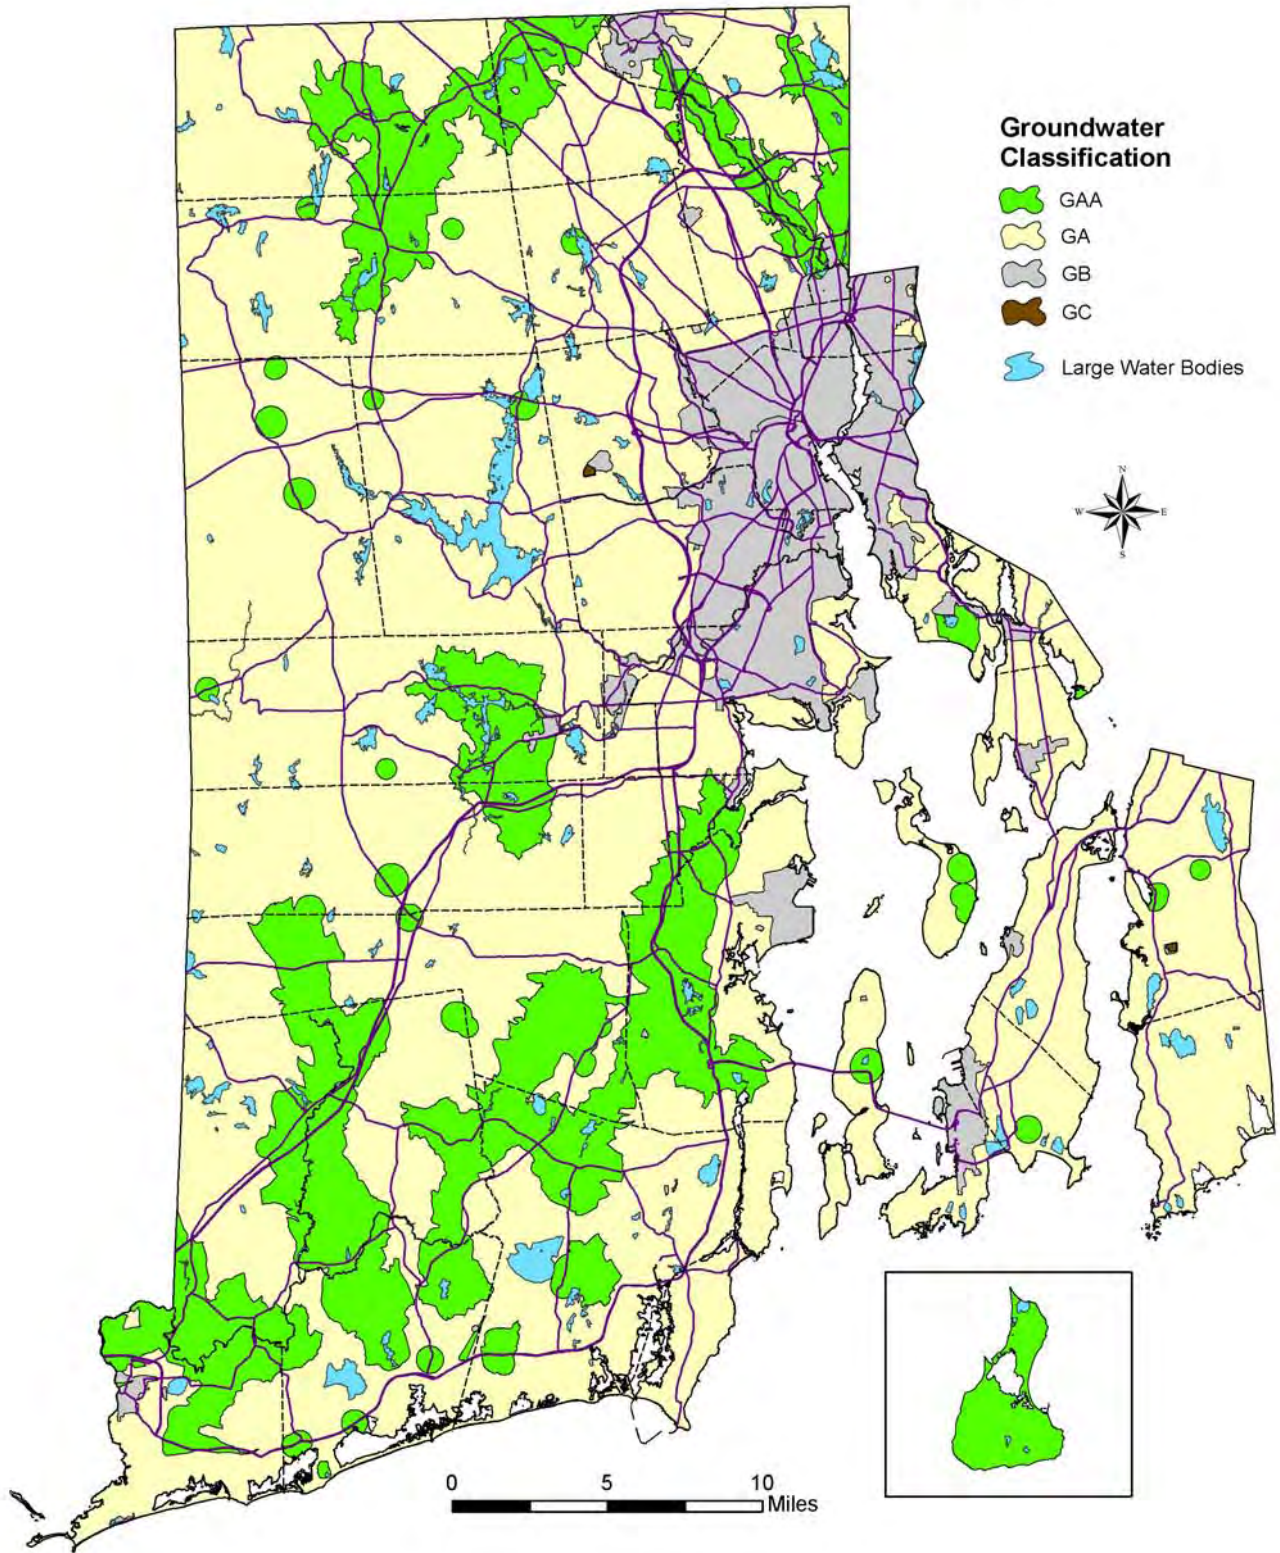 Groundwater
Classification
GAA
GA
GB
GC
Large Water Bodies
N
W E
S
0 5 10
Miles